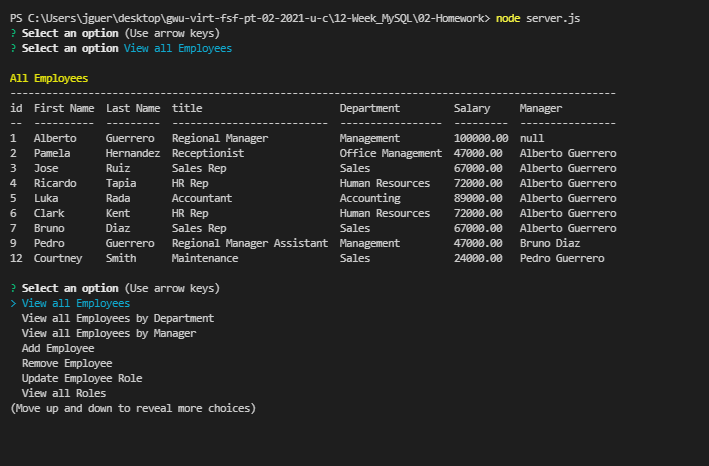 PS C:\Users\jguer\desktop\gwu-virt-fsf-pt-02-2021-u-c\12-Week_MySQL\02-Homework> node server.js
? Select an option (Use arrow keys)
? Select an option View all Employees
All Employees
-----------------------------------------------------------------------------------------------------
id  First Name  Last Name  title                       Department         Salary     Manager
--  ----------  ---------  --------------------------  -----------------  ---------  ----------------
1   Alberto     Guerrero   Regional Manager            Management         100000.00  null
2   Pamela      Hernandez  Receptionist                Office Management  47000.00   Alberto Guerrero
3   Jose        Ruiz       Sales Rep                   Sales              67000.00   Alberto Guerrero
4   Ricardo     Tapia      HR Rep                      Human Resources    72000.00   Alberto Guerrero
5   Luka        Rada       Accountant                  Accounting         89000.00   Alberto Guerrero
6   Clark       Kent       HR Rep                      Human Resources    72000.00   Alberto Guerrero
7   Bruno       Diaz       Sales Rep                   Sales              67000.00   Alberto Guerrero
9   Pedro       Guerrero   Regional Manager Assistant  Management         47000.00   Bruno Diaz
12  Courtney    Smith      Maintenance                 Sales              24000.00   Pedro Guerrero
? Select an option (Use arrow keys)
> View all Employees
View all Employees by Department
View all Employees by Manager
Add Employee
Remove Employee
Update Employee Role
View all Roles
(Move up and down to reveal more choices)